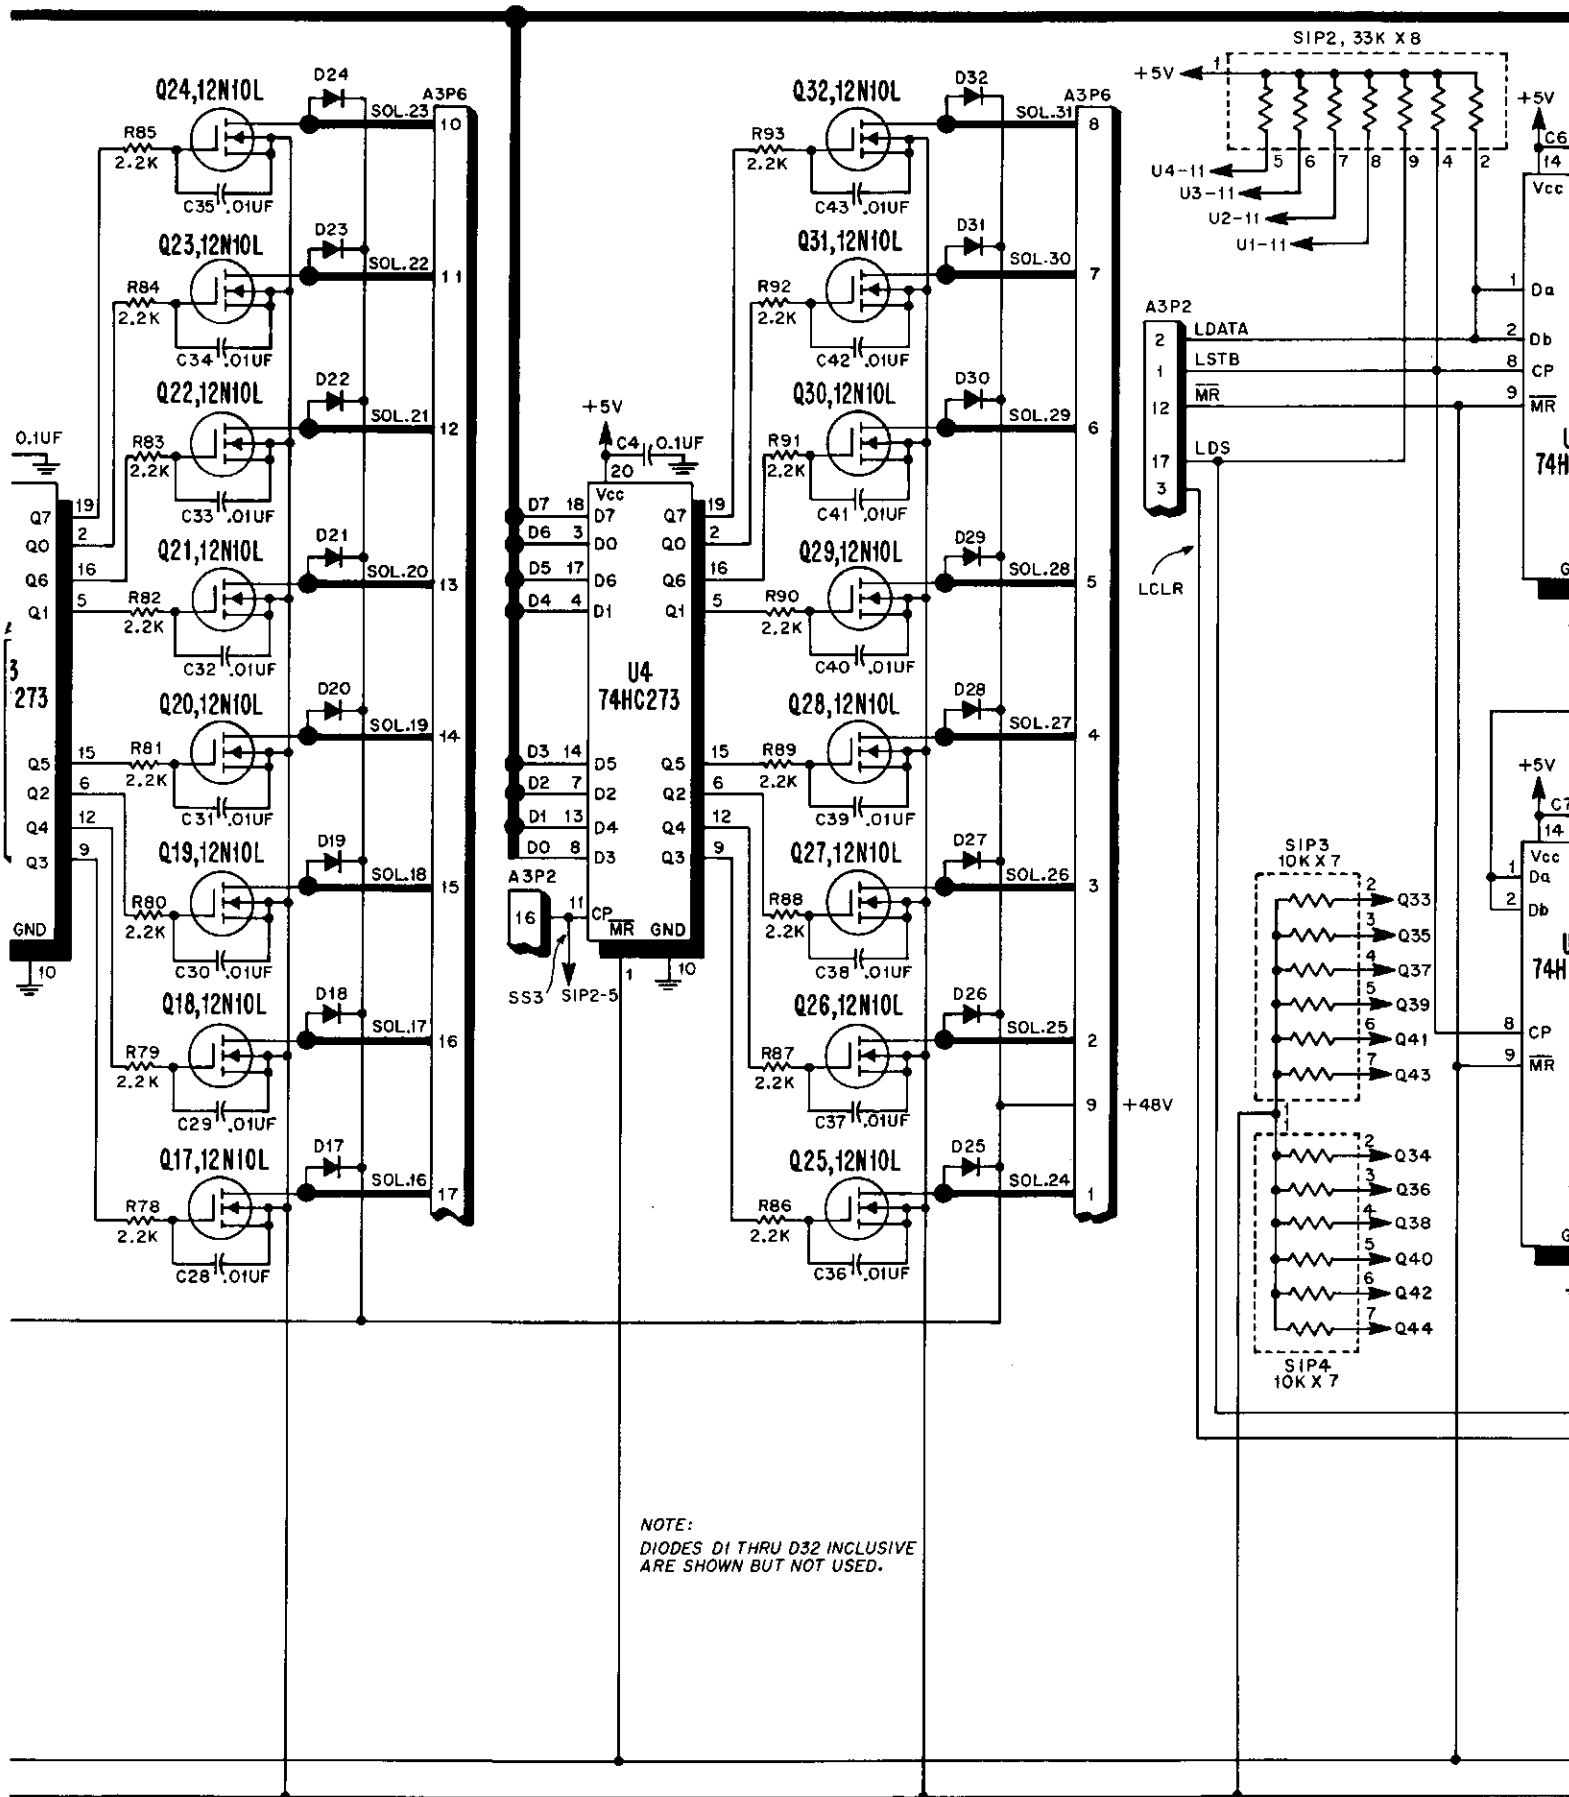 SIP2, 33K X 8
+5V 1
5 6 7 8 9 4 2
U4-11
U3-11
U2-11
U1-11
+5V
C6
14
Vcc
1 Da
2 Db
8 CP
9 MR
74H
A3P2
2 LDATA
1 LSTB
12 MR
17 LDS
3
LCLR
Q24,12N10L
D24
A3P6
SOL.23
10
R85
2.2K
C35 .01UF
Q23,12N10L
D23
SOL.22
11
R84
2.2K
C34 .01UF
Q22,12N10L
D22
SOL.21
12
R83
2.2K
C33 .01UF
Q21,12N10L
D21
SOL.20
13
R82
2.2K
C32 .01UF
Q20,12N10L
D20
SOL.19
14
R81
2.2K
C31 .01UF
Q19,12N10L
D19
SOL.18
15
R80
2.2K
C30 .01UF
Q18,12N10L
D18
SOL.17
16
R79
2.2K
C29 .01UF
Q17,12N10L
D17
SOL.16
17
R78
2.2K
C28 .01UF
0.1UF
Q7 19
Q0 2
Q6 16
Q1 5
3
273
Q5 15
Q2 6
Q4 12
Q3 9
GND
10
+5V
C4 0.1UF
20
Vcc
D7 18 D7 Q7 19
D6 3 D0 Q0 2
D5 17 D6 Q6 16
D4 4 D1 Q1 5
U4
74HC273
D3 14 D5 Q5 15
D2 7 D2 Q2 6
D1 13 D4 Q4 12
D0 8 D3 Q3 9
A3P2
16
11 CP
MR GND
1 10
SS3 SIP2-5
Q32,12N10L
D32
A3P6
SOL.31
8
R93
2.2K
C43 .01UF
Q31,12N10L
D31
SOL.30
7
R92
2.2K
C42 .01UF
Q30,12N10L
D30
SOL.29
6
R91
2.2K
C41 .01UF
Q29,12N10L
D29
SOL.28
5
R90
2.2K
C40 .01UF
Q28,12N10L
D28
SOL.27
4
R89
2.2K
C39 .01UF
Q27,12N10L
D27
SOL.26
3
R88
2.2K
C38 .01UF
Q26,12N10L
D26
SOL.25
2
R87
2.2K
C37 .01UF
9 +48V
Q25,12N10L
D25
SOL.24
1
R86
2.2K
C36 .01UF
+5V
C7
14
Vcc
1 Da
2 Db
74H
8 CP
9 MR
SIP3
10K X 7
2 Q33
3 Q35
4 Q37
5 Q39
6 Q41
7 Q43
1
1
2 Q34
3 Q36
4 Q38
5 Q40
6 Q42
7 Q44
SIP4
10K X 7
NOTE:
DIODES D1 THRU D32 INCLUSIVE
ARE SHOWN BUT NOT USED.